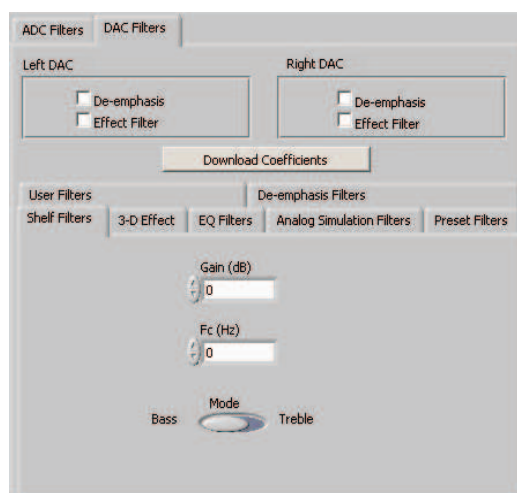 ADC Filters DAC Filters
Left DAC Right DAC
De-emphasis De-emphasis
Effect Filter Effect Filter
Download Coefficients
User Filters De-emphasis Filters
Shelf Filters 3-D Effect EQ Filters Analog Simulation Filters Preset Filters
Gain (dB)
0
Fc (Hz)
0
Mode
Bass Treble